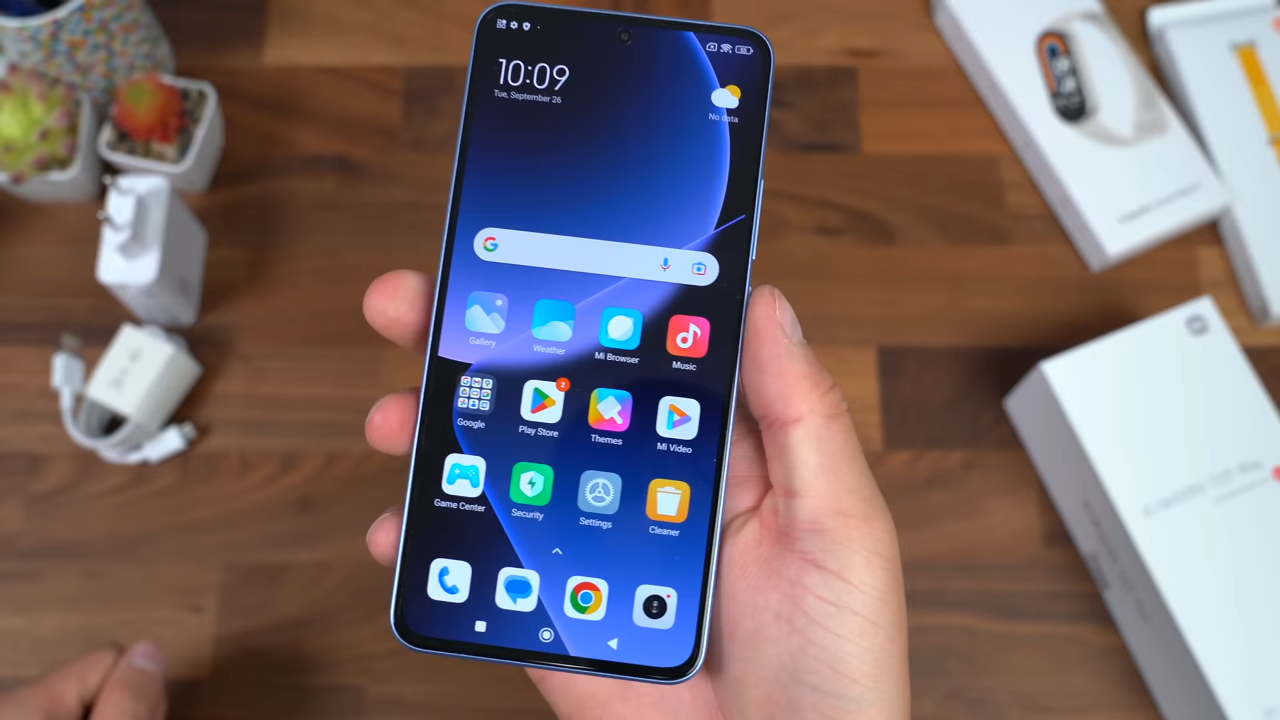 10:09
Tue, September 26
No data
Gallery
Weather
Mi Browser
Music
Google
2
Play Store
Themes
Mi Video
Game Center
Security
Settings
Cleaner